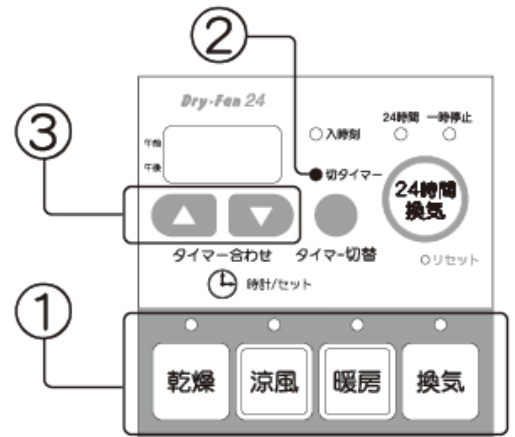 ②
Dry-Fan 24
③
午前
午後
入時刻
24時間
一時停止
切タイマー
24時間
換気
タイマー合わせ
タイマー切替
リセット
時計/セット
①
乾燥
涼風
暖房
換気